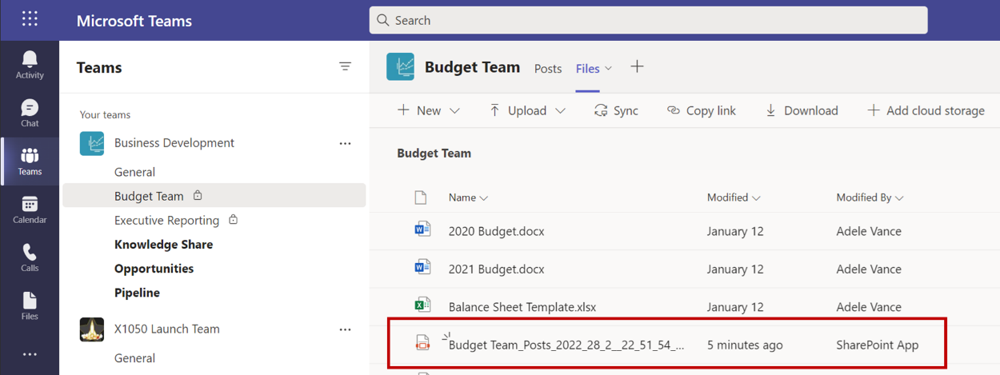 Microsoft Teams
Search
Activity
Chat
Teams
Calendar
Calls
Files
Teams
Your teams
Business Development
General
Budget Team
Executive Reporting
Knowledge Share
Opportunities
Pipeline
X1050 Launch Team
General
Budget Team Posts Files
New Upload Sync Copy link Download Add cloud storage
Budget Team
Name Modified Modified By
2020 Budget.docx January 12 Adele Vance
2021 Budget.docx January 12 Adele Vance
Balance Sheet Template.xlsx January 12 Adele Vance
Budget Team_Posts_2022_28_2__22_51_54_... 5 minutes ago SharePoint App